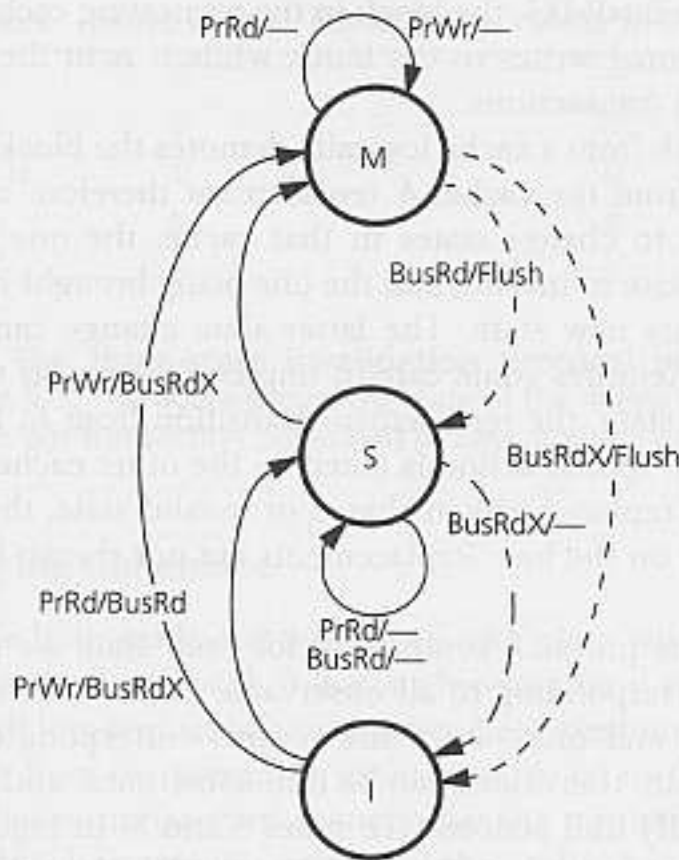 PrRd/— PrWr/—
M
BusRd/Flush
PrWr/BusRdX
S
BusRdX/Flush
BusRdX/—
PrRd/BusRd
PrRd/—
BusRd/—
PrWr/BusRdX
I